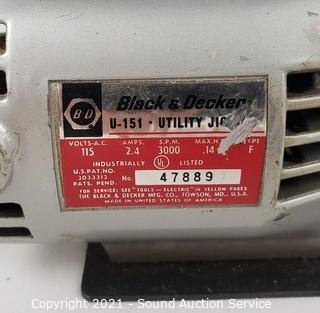 BD
Black & Decker
U-151 · UTILITY JIG
VOLTS-A.C. AMPS. S.P.M. MAX.H TYPE
115 2.4 3000 .14 F
INDUSTRIALLY UL LISTED
U.S.PAT.NO.
3033312
PATS. PEND. No. 47889
FOR SERVICE: SEE "TOOLS — ELECTRIC" IN YELLOW PAGES
THE BLACK & DECKER MFG. CO., TOWSON, MD., U.S.A.
MADE IN UNITED STATES OF AMERICA
Copyright 2021 - Sound Auction Service